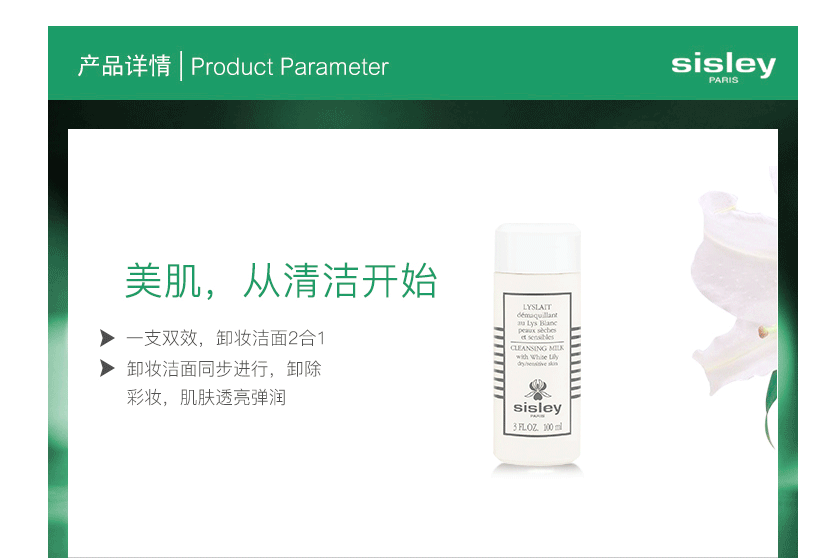 产品详情 | Product Parameter
sisley
PARIS
美肌，从清洁开始
一支双效，卸妆洁面2合1
卸妆洁面同步进行，卸除
彩妆，肌肤透亮弹润
LYSLAIT
démaquillant
au Lys Blanc
peaux sèches
et sensibles
CLEANSING MILK
with White Lily
dry/sensitive skin
sisley
PARIS
3 FL.OZ. 100 ml